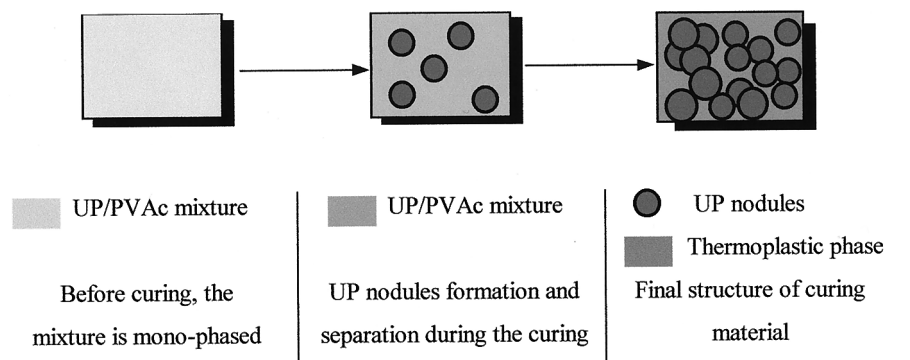 UP/PVAc mixture
Before curing, the
mixture is mono-phased
UP/PVAc mixture
UP nodules formation and
separation during the curing
UP nodules
Thermoplastic phase
Final structure of curing
material